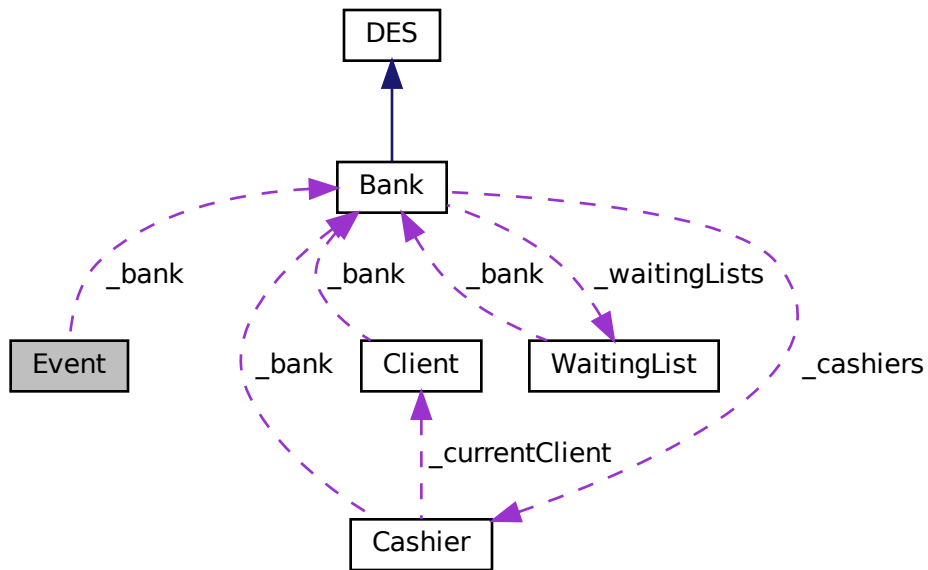 DES
Bank
_bank
_bank
_bank
_waitingLists
Event
_bank
Client
WaitingList
_cashiers
_currentClient
Cashier